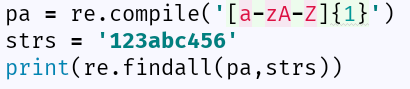 pa = re.compile('[a-zA-Z]{1}')
strs = '123abc456'
print(re.findall(pa,strs))